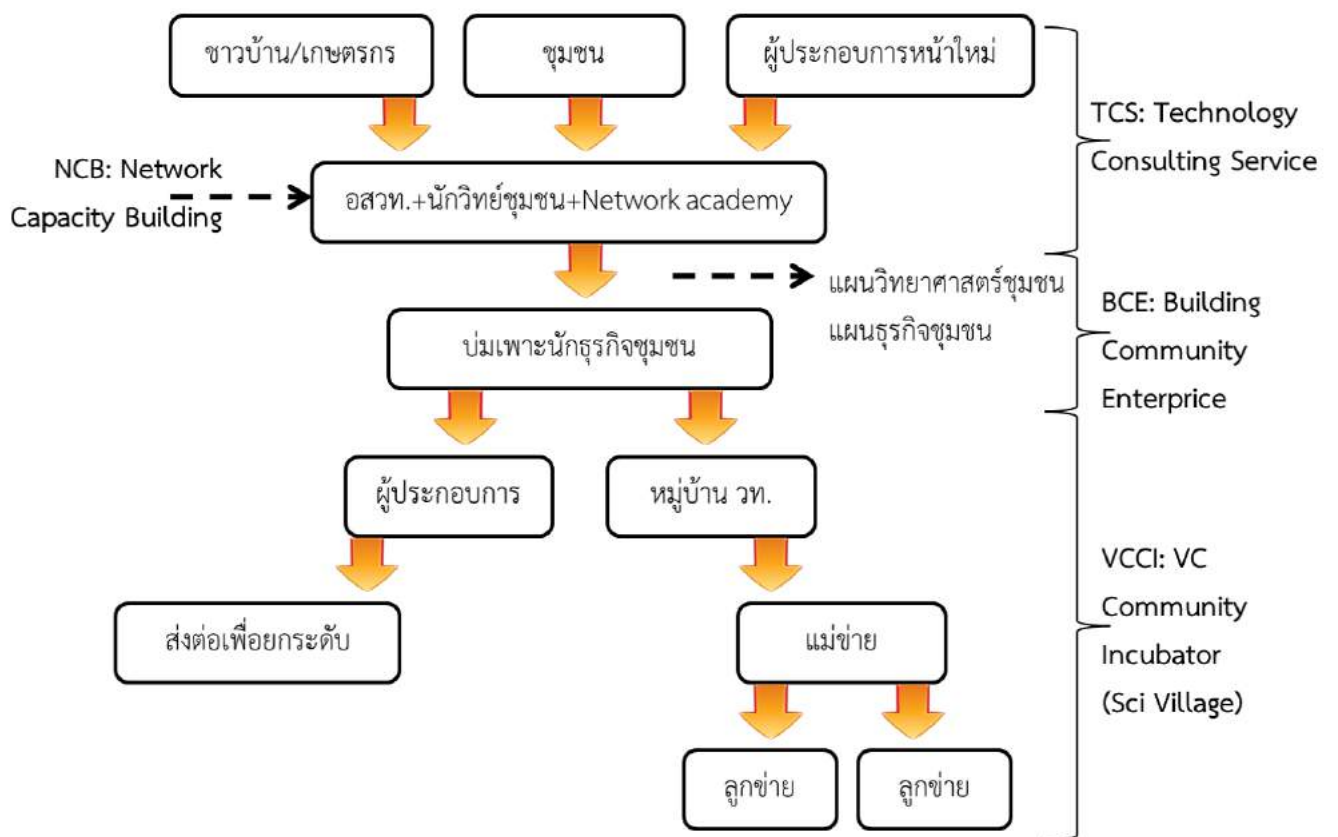 ชาวบ้าน/เกษตรกร
ชุมชน
ผู้ประกอบการหน้าใหม่
TCS: Technology
Consulting Service
NCB: Network
Capacity Building
อสวท.+นักวิทย์ชุมชน+Network academy
แผนวิทยาศาสตร์ชุมชน
แผนธุรกิจชุมชน
BCE: Building
Community
Enterprice
บ่มเพาะนักธุรกิจชุมชน
ผู้ประกอบการ
หมู่บ้าน วท.
VCCI: VC
Community
Incubator
(Sci Village)
ส่งต่อเพื่อยกระดับ
แม่ข่าย
ลูกข่าย
ลูกข่าย